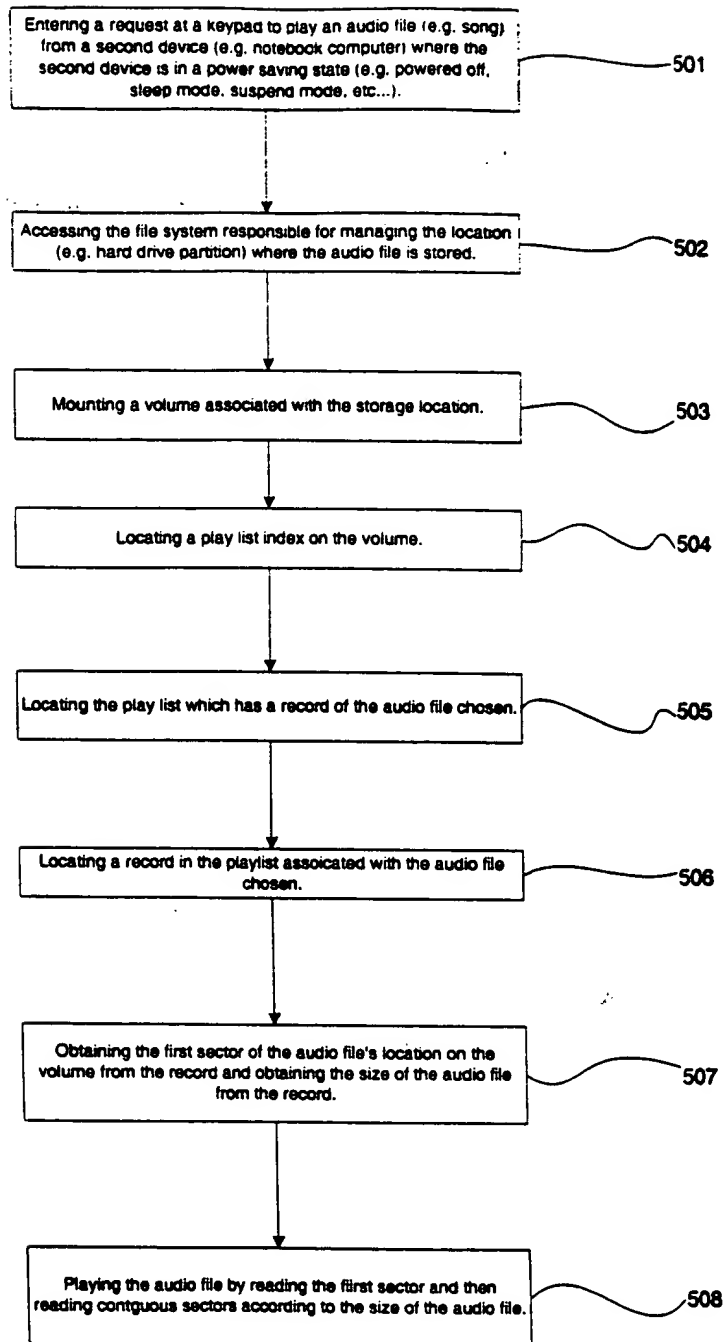 Entering a request at a keypad to play an audio file (e.g. song)
from a second device (e.g. notebook computer) where the
second device is in a power saving state (e.g. powered off,
sleep mode, suspend mode, etc...).
501
Accessing the file system responsible for managing the location
(e.g. hard drive partition) where the audio file is stored.
502
Mounting a volume associated with the storage location.
503
Locating a play list index on the volume.
504
Locating the play list which has a record of the audio file chosen.
505
Locating a record in the playlist assoicated with the audio file
chosen.
506
Obtaining the first sector of the audio file's location on the
volume from the record and obtaining the size of the audio file
from the record.
507
Playing the audio file by reading the fiirst sector and then
reading contguous sectors according to the size of the audio file.
508